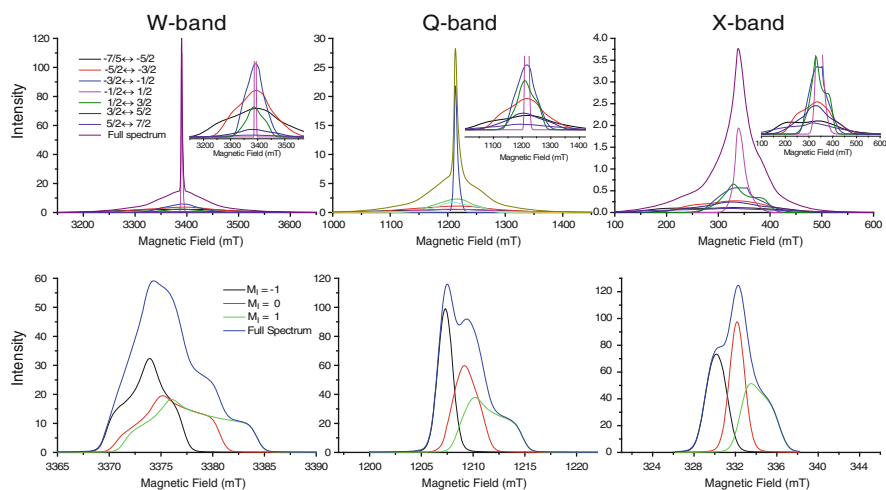 W-band
Q-band
X-band
Intensity
120
100
80
60
40
20
0
-7/5↔ -5/2
-5/2↔ -3/2
-3/2↔ -1/2
-1/2↔ 1/2
1/2↔ 3/2
3/2↔ 5/2
5/2↔ 7/2
Full spectrum
3200 3300 3400 3500
Magnetic Field (mT)
3200 3300 3400 3500 3600
Magnetic Field (mT)
30
25
20
15
10
5
0
1100 1200 1300 1400
Magnetic Field (mT)
1000 1100 1200 1300 1400
Magnetic Field (mT)
4.0
3.5
3.0
2.5
2.0
1.5
1.0
0.5
0.0
100 200 300 400 500 600
Magnetic Field (mT)
100 200 300 400 500 600
Magnetic Field (mT)
Intensity
60
50
40
30
20
10
0
M_I = -1
M_I = 0
M_I = 1
Full Spectrum
3365 3370 3375 3380 3385 3390
Magnetic Field (mT)
140
120
100
80
60
40
20
0
1200 1205 1210 1215 1220
Magnetic Field (mT)
120
100
80
60
40
20
0
324 328 332 336 340 344
Magnetic Field (mT)